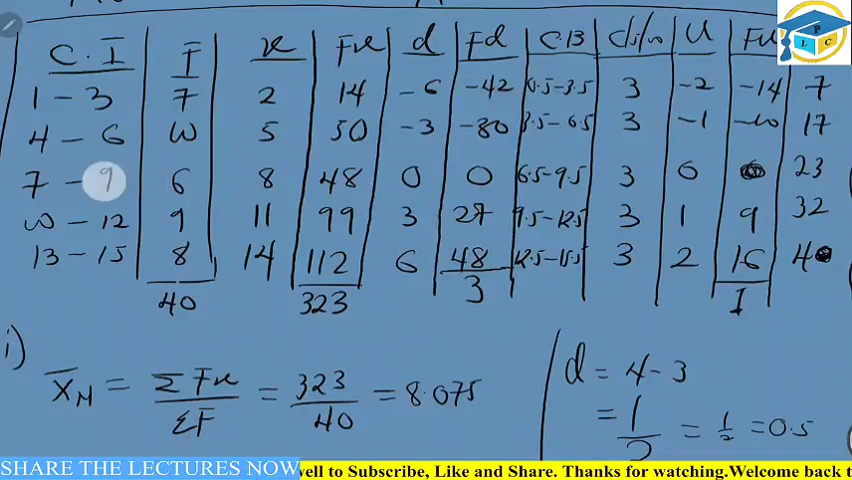 C.I F x Fx d Fd C.B c/s/w U Fu
1 - 3 7 2 14 -6 -42 0.5-3.5 3 -2 -14 7
4 - 6 10 5 50 -3 -30 3.5-6.5 3 -1 -10 17
7 - 9 6 8 48 0 0 6.5-9.5 3 0 0 23
10 - 12 9 11 99 3 27 9.5-12.5 3 1 9 32
13 - 15 8 14 112 6 48 12.5-15.5 3 2 16 40
40 323 3 1
i)
X̄M = ΣFx/ΣF = 323/40 = 8.075
d = 4 - 3
= 1/2 = 1/2 = 0.5
P
L C
SHARE THE LECTURES NOW
well to Subscribe, Like and Share. Thanks for watching.Welcome back t